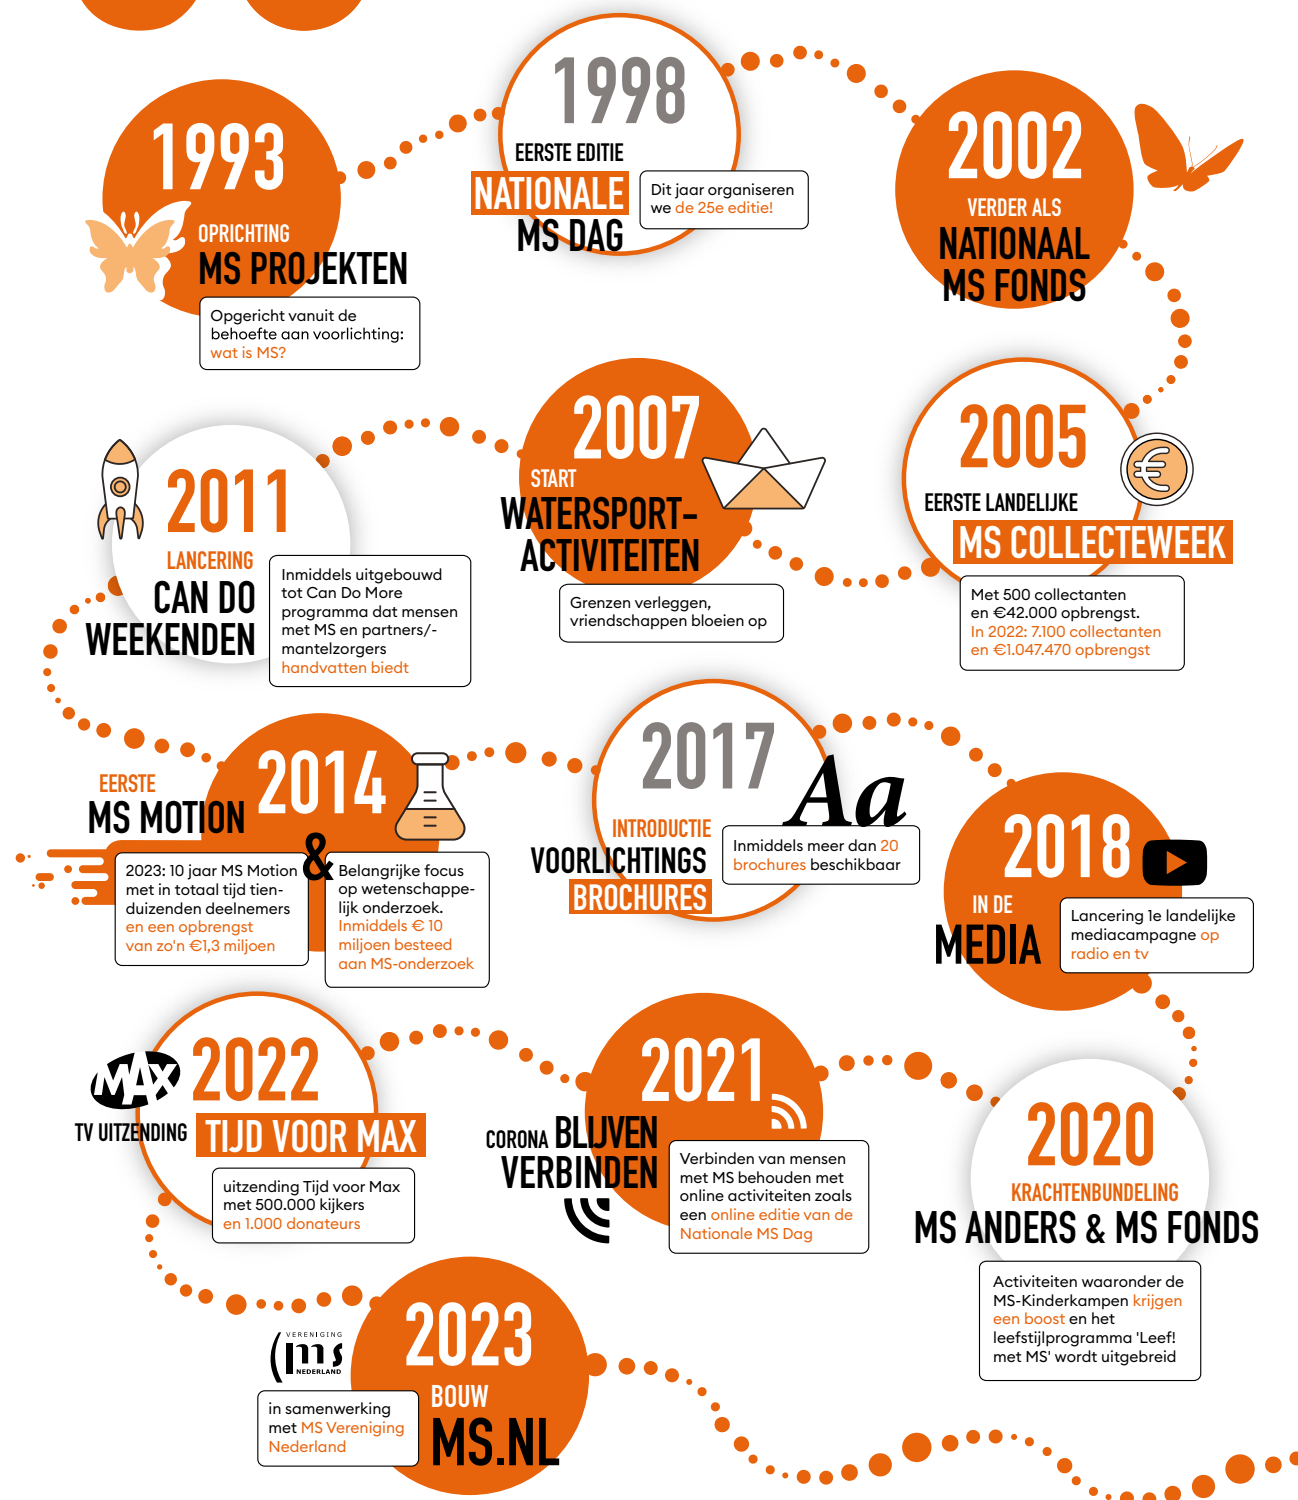 1993
OPRICHTING
MS PROJEKTEN
Opgericht vanuit de
behoefte aan voorlichting:
wat is MS?
1998
EERSTE EDITIE
NATIONALE
MS DAG
Dit jaar organiseren
we de 25e editie!
2002
VERDER ALS
NATIONAAL
MS FONDS
2005
EERSTE LANDELIJKE
MS COLLECTEWEEK
Met 500 collectanten
en €42.000 opbrengst.
In 2022: 7.100 collectanten
en €1.047.470 opbrengst
€
2007
START
WATERSPORT-
ACTIVITEITEN
Grenzen verleggen,
vriendschappen bloeien op
2011
LANCERING
CAN DO
WEEKENDEN
Inmiddels uitgebouwd
tot Can Do More
programma dat mensen
met MS en partners/-
mantelzorgers
handvatten biedt
2014
EERSTE
MS MOTION
&
2023: 10 jaar MS Motion
met in totaal tijd tien-
duizenden deelnemers
en een opbrengst
van zo'n €1,3 miljoen
Belangrijke focus
op wetenschappe-
lijk onderzoek.
Inmiddels € 10
miljoen besteed
aan MS-onderzoek
2017
Aa
INTRODUCTIE
VOORLICHTINGS
BROCHURES
Inmiddels meer dan 20
brochures beschikbaar
2018
IN DE
MEDIA
Lancering 1e landelijke
mediacampagne op
radio en tv
2020
KRACHTENBUNDELING
MS ANDERS & MS FONDS
Activiteiten waaronder de
MS-Kinderkampen krijgen
een boost en het
leefstijlprogramma 'Leef!
met MS' wordt uitgebreid
2021
CORONA BLIJVEN
VERBINDEN
Verbinden van mensen
met MS behouden met
online activiteiten zoals
een online editie van de
Nationale MS Dag
MAX
2022
TV UITZENDING
TIJD VOOR MAX
uitzending Tijd voor Max
met 500.000 kijkers
en 1.000 donateurs
2023
BOUW
MS.NL
VERENIGING
ms
NEDERLAND
in samenwerking
met MS Vereniging
Nederland